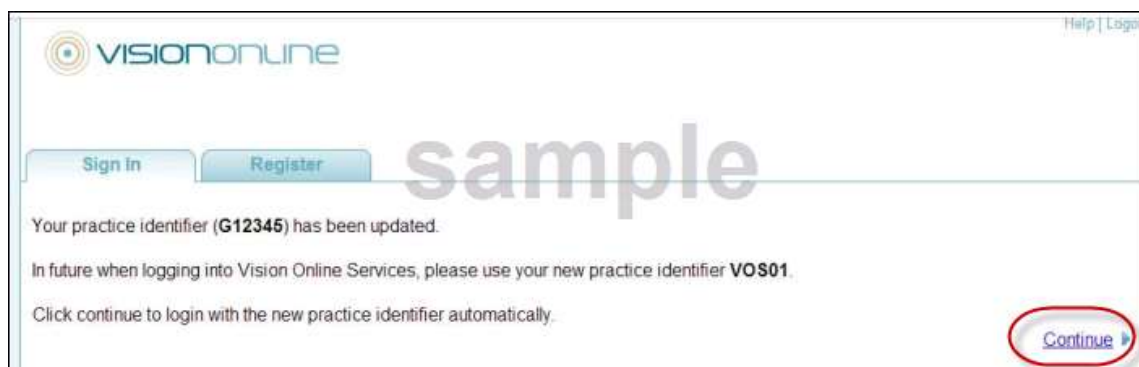 Help | Logo
visiononline
sample
Sign In
Register
Your practice identifier (G12345) has been updated.
In future when logging into Vision Online Services, please use your new practice identifier VOS01.
Click continue to login with the new practice identifier automatically.
Continue